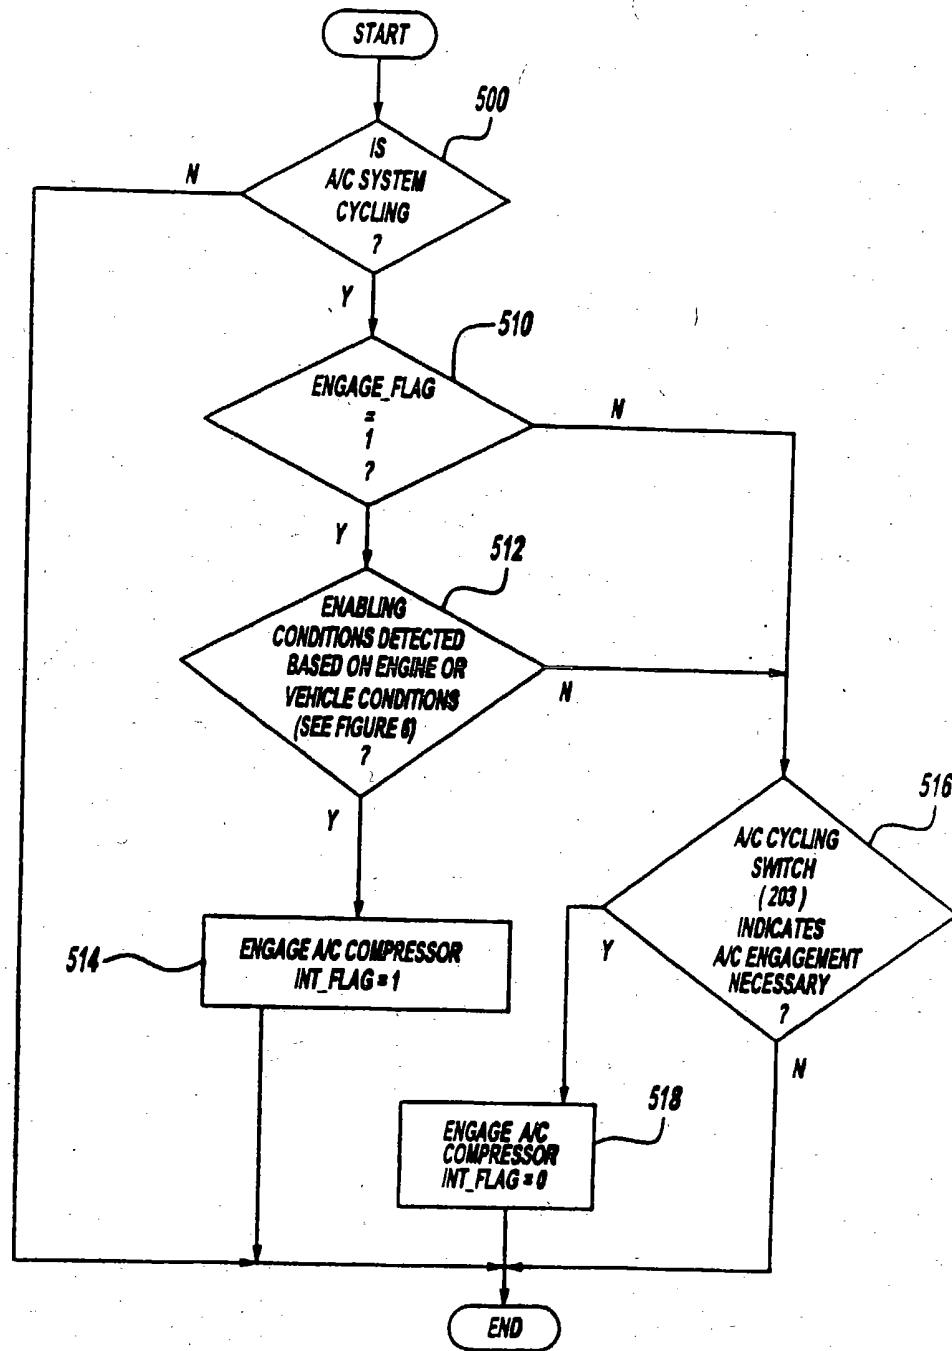 START
500
IS
A/C SYSTEM
CYCLING
?
N
Y
510
ENGAGE_FLAG
=
1
?
N
Y
512
ENABLING
CONDITIONS DETECTED
BASED ON ENGINE OR
VEHICLE CONDITIONS
(SEE FIGURE 6)
?
N
Y
516
A/C CYCLING
SWITCH
(203)
INDICATES
A/C ENGAGEMENT
NECESSARY
?
Y
N
514
ENGAGE A/C COMPRESSOR
INT_FLAG = 1
518
ENGAGE A/C
COMPRESSOR
INT_FLAG = 0
END